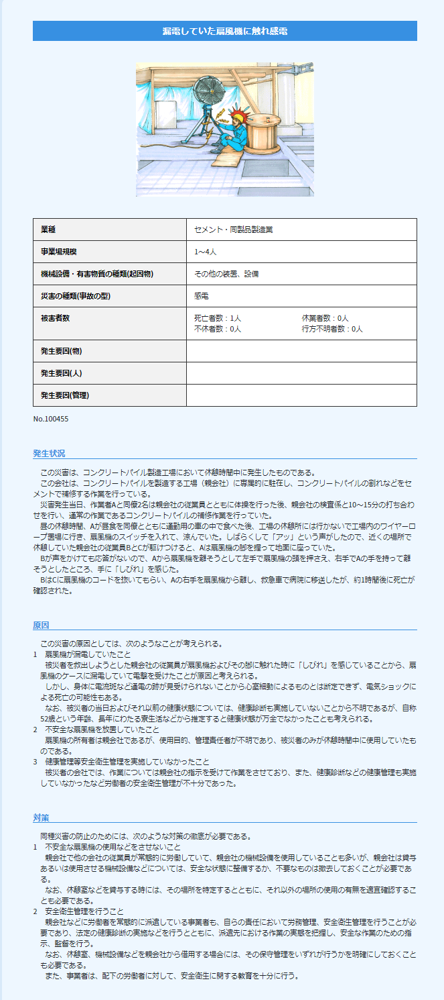 漏電していた扇風機に触れ感電
業種
セメント・同製品製造業
事業場規模
1～4人
機械設備・有害物質の種類(起因物)
その他の装置、設備
災害の種類(事故の型)
感電
被害者数
死亡者数：1人 休業者数：0人
不休者数：0人 行方不明者数：0人
発生要因(物)
発生要因(人)
発生要因(管理)
No.100455
発生状況
この災害は、コンクリートパイル製造工場において休憩時間中に発生したものである。
この会社は、コンクリートパイルを製造する工場（親会社）に専属的に駐在し、コンクリートパイルの割れなどをセ
メントで補修する作業を行っている。
災害発生当日、作業者Aと同僚2名は親会社の従業員とともに体操を行った後、親会社の検査係と10～15分の打ち合わ
せを行い、通常の作業であるコンクリートパイルの補修作業を行っていた。
昼の休憩時間、Aが昼食を同僚とともに通勤用の車の中で食べた後、工場の休憩所には行かないで工場内のワイヤーロ
ープ置場に行き、扇風機のスイッチを入れて、涼んでいた。しばらくして「アッ」という声がしたので、近くの場所で
休憩していた親会社の従業員BとCが駆けつけると、Aは扇風機の脚を握って地面に座っていた。
Bが声をかけても応答がないので、Aから扇風機を離そうとして左手で扇風機の頭を押さえ、右手でAの手を持って離
そうとしたところ、手に「しびれ」を感じた。
BはCに扇風機のコードを抜いてもらい、Aの右手を扇風機から離し、救急車で病院に移送したが、約1時間後に死亡が
確認された。
原因
この災害の原因としては、次のようなことが考えられる。
1 扇風機が漏電していたこと
被災者を救出しようとした親会社の従業員が扇風機およびその脚に触れた時に「しびれ」を感じていることから、扇
風機のケースに漏電していて電撃を受けたことが原因と考えられる。
しかし、身体に電流斑など通電の跡が見受けられないことから心室細動によるものとは断定できず、電気ショックに
よる死亡の可能性もある。
なお、被災者の当日およびそれ以前の健康状態については、健康診断も実施していないことから不明であるが、自称
52歳という年齢、長年にわたる寮生活などから推定すると健康状態が万全でなかったことも考えられる。
2 不安全な扇風機を放置していたこと
扇風機の所有者は親会社であるが、使用目的、管理責任者が不明であり、被災者のみが休憩時間中に使用していたも
のである。
3 健康管理等安全衛生管理を実施していなかったこと
被災者の会社では、作業については親会社の指示を受けて作業をさせており、また、健康診断などの健康管理も実施
していなかったなど労働者の安全衛生管理が不十分であった。
対策
同種災害の防止のためには、次のような対策の徹底が必要である。
1 不安全な扇風機の使用などをさせないこと
親会社で他の会社の従業員が常態的に労働していて、親会社の機械設備を使用していることも多いが、親会社は貸与
あるいは使用させる機械設備などについては、安全な状態に整備するか、不要なものは撤去しておくことが必要であ
る。
なお、休憩室などを貸与する時には、その場所を特定するとともに、それ以外の場所の使用の有無を適宜確認するこ
とも必要である。
2 安全衛生管理を行うこと
親会社などに労働者を常態的に派遣している事業者も、自らの責任において労務管理、安全衛生管理を行うことが必
要であり、法定の健康診断の実施などを行うとともに、派遣先における作業の実態を把握し、安全な作業のための指
示、監督を行う。
なお、休憩室、機械設備などを親会社から借用する場合には、その保守管理をいずれが行うかを明確にしておくこと
も必要である。
また、事業者は、配下の労働者に対して、安全衛生に関する教育を十分に行う。